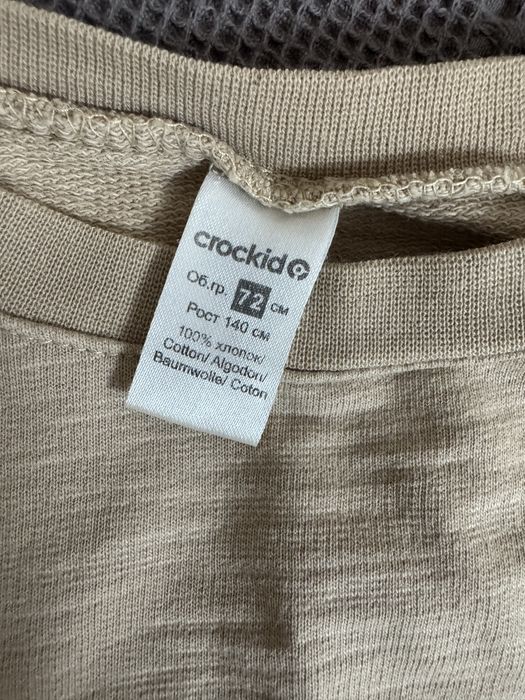 crockid
Об.гр. 72 см
Рост 140 см
100% хлопок/
Cotton/ Algodon/
Baumwolle/ Coton